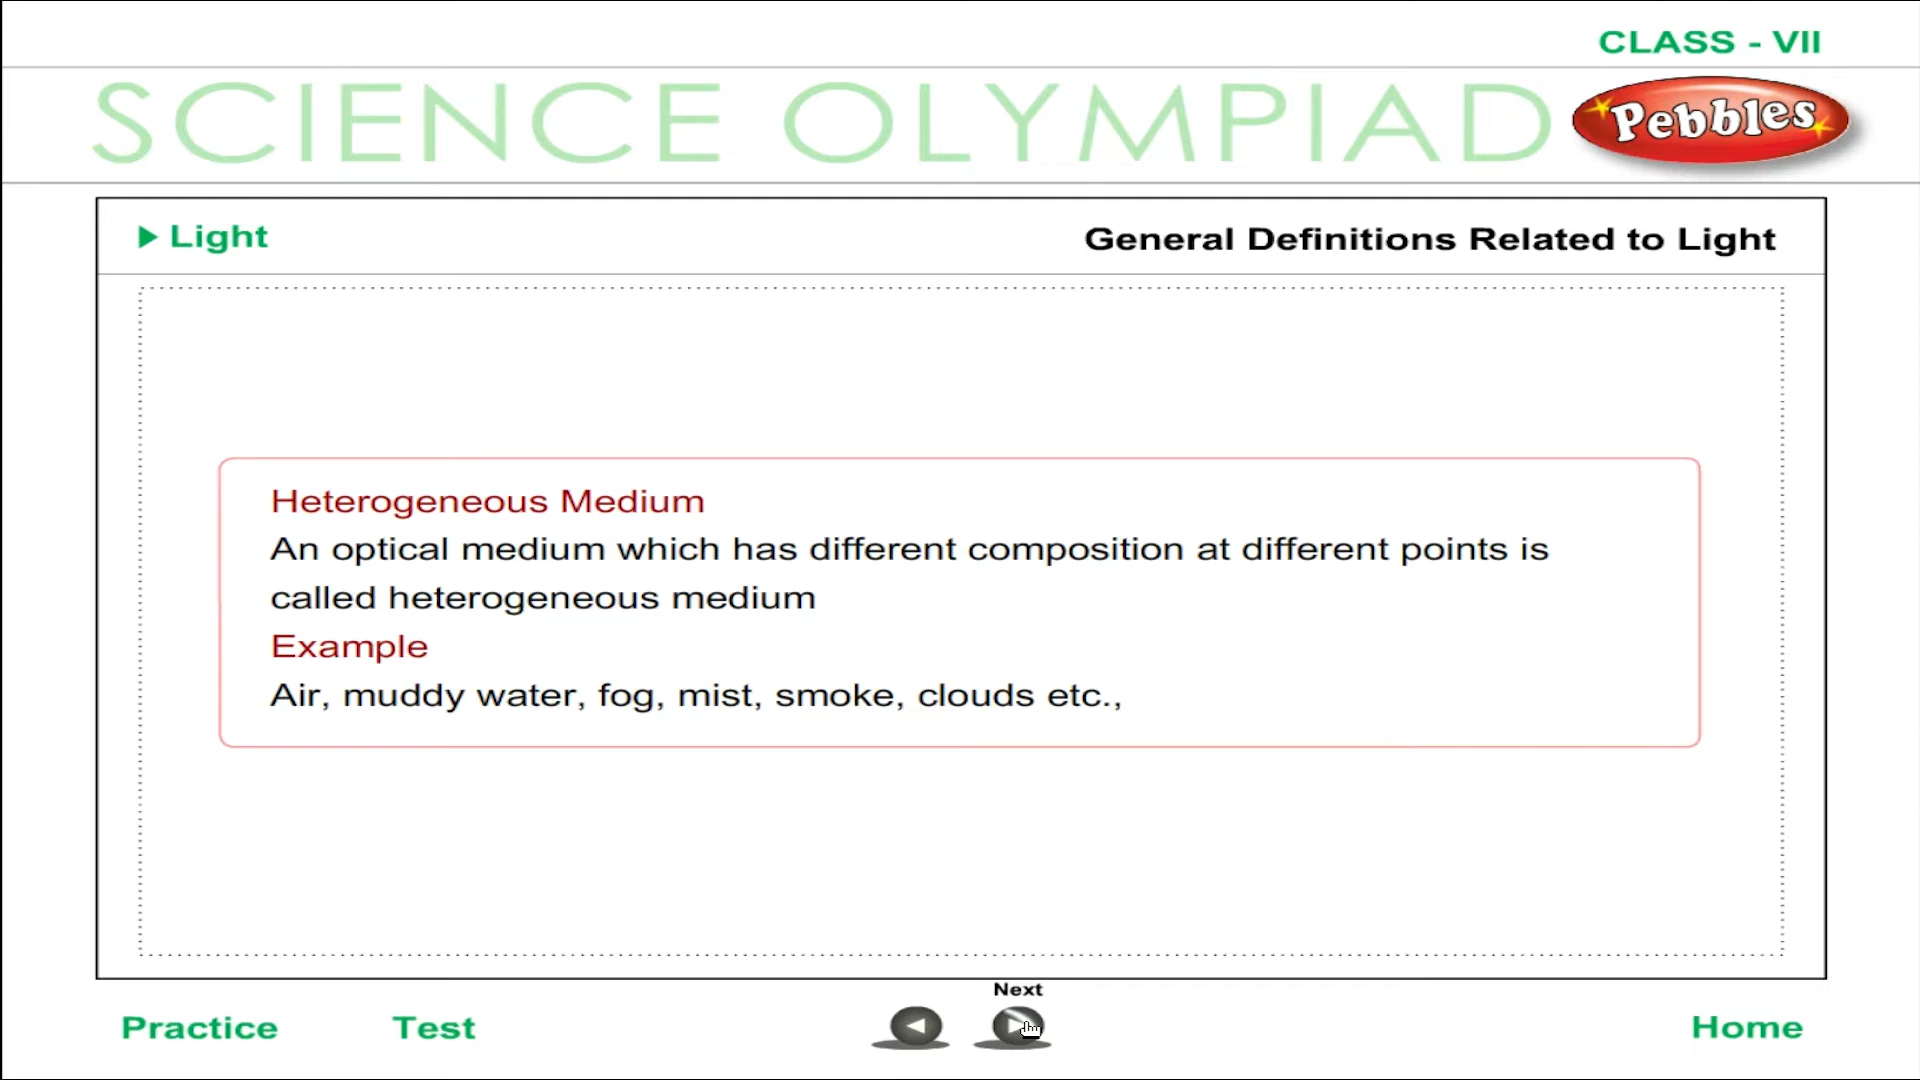 CLASS - VII
SCIENCE OLYMPIAD
Pebbles
Light
General Definitions Related to Light
Heterogeneous Medium
An optical medium which has different composition at different points is
called heterogeneous medium
Example
Air, muddy water, fog, mist, smoke, clouds etc.,
Next
Practice
Test
Home